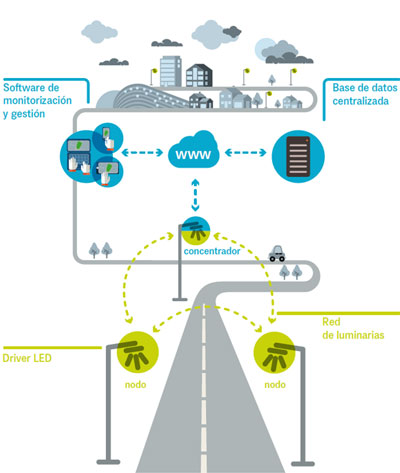 Software de
monitorización
y gestión
Base de datos
centralizada
www
concentrador
Red
de luminarias
Driver LED
nodo
nodo